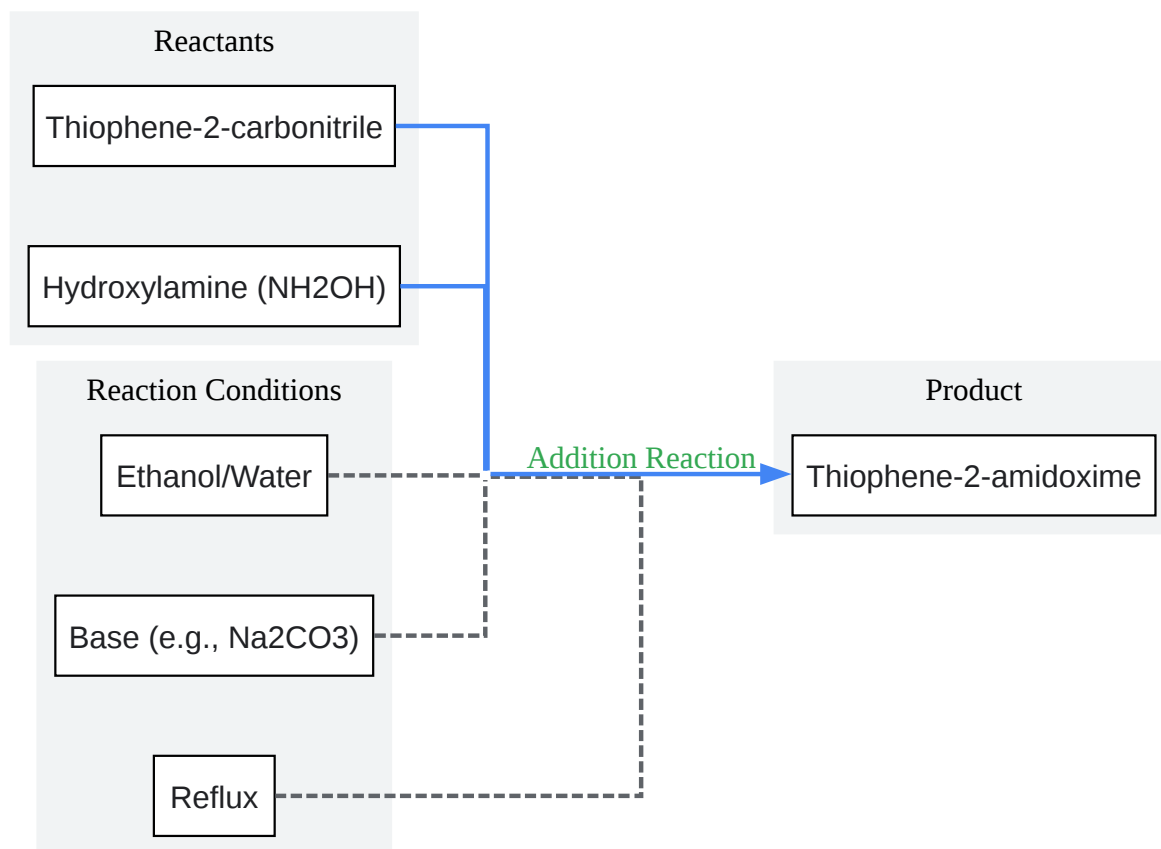 Reactants
Thiophene-2-carbonitrile
Hydroxylamine (NH2OH)
Reaction Conditions
Ethanol/Water
Base (e.g., Na2CO3)
Reflux
Addition Reaction
Product
Thiophene-2-amidoxime